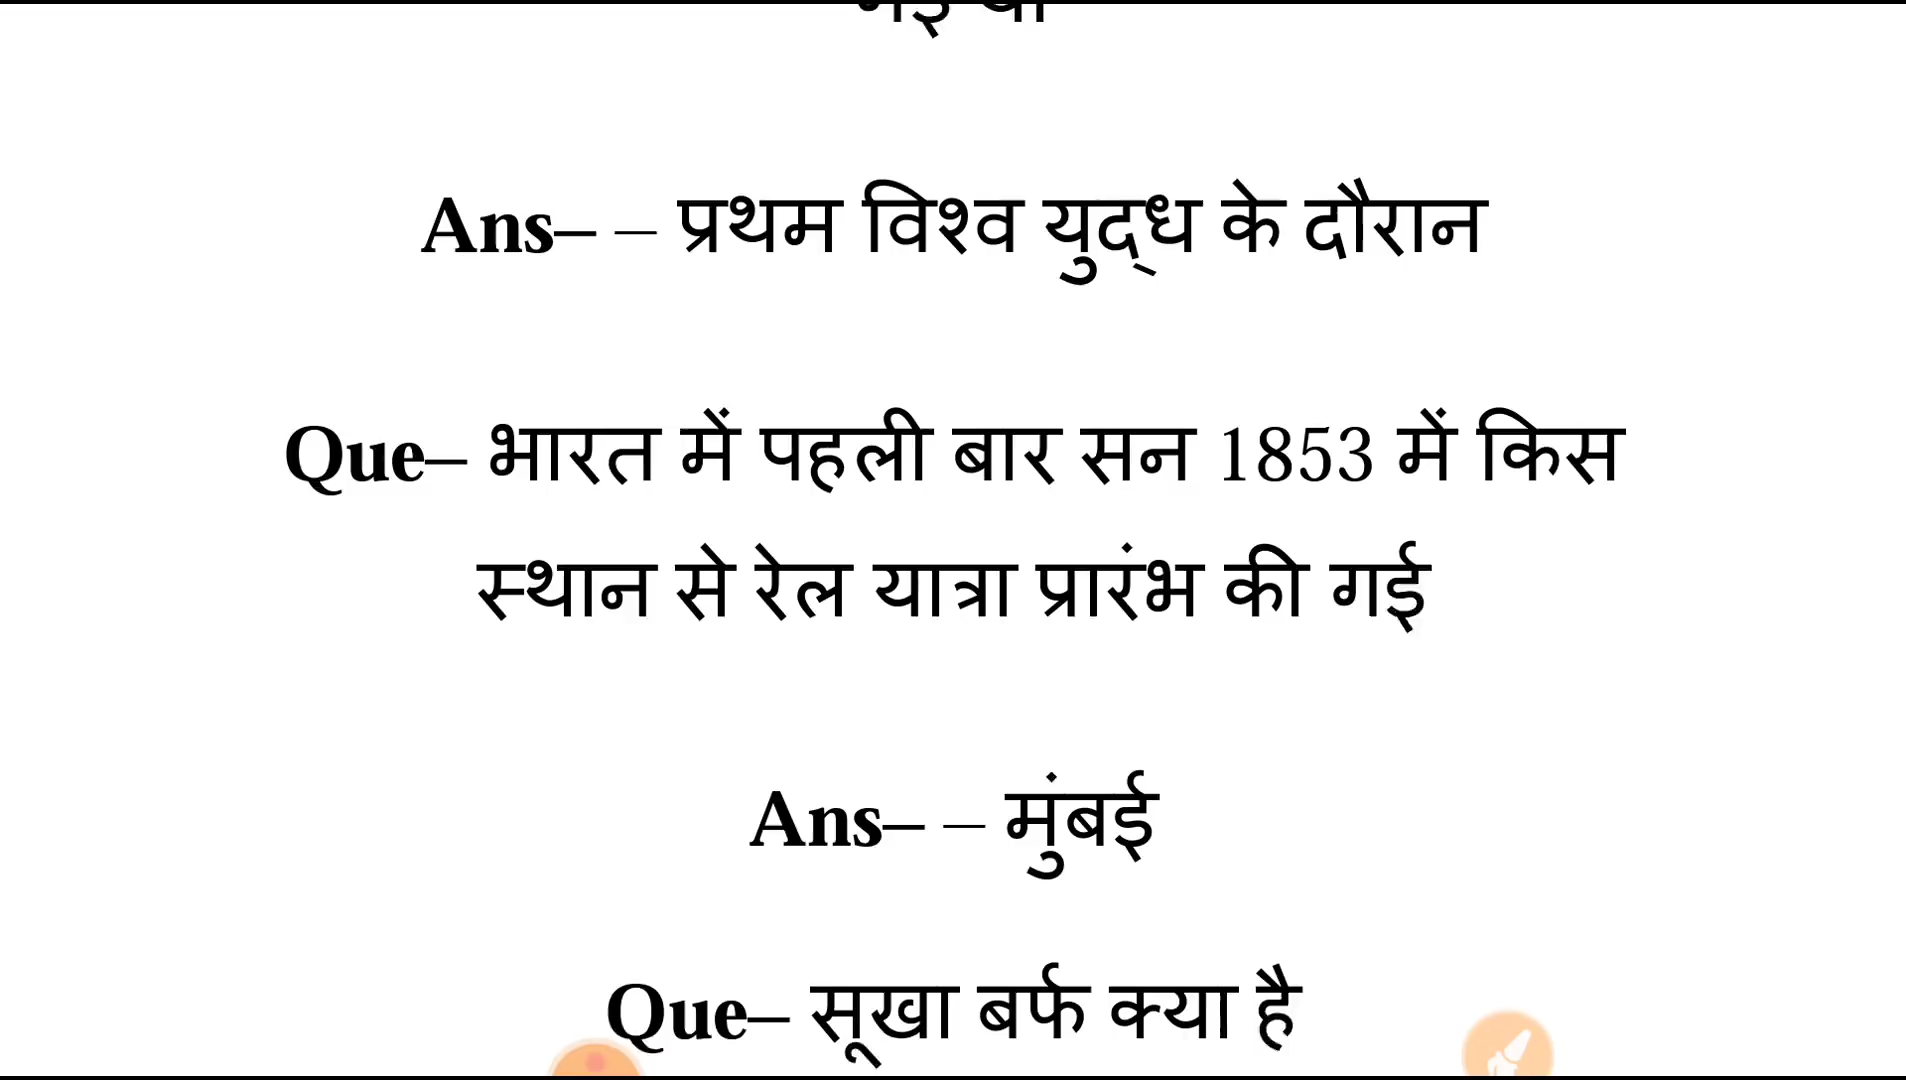 Ans– – प्रथम विश्व युद्ध के दौरान
Que– भारत में पहली बार सन 1853 में किस
स्थान से रेल यात्रा प्रारंभ की गई
Ans– – मुंबई
Que– सूखा बर्फ क्या है